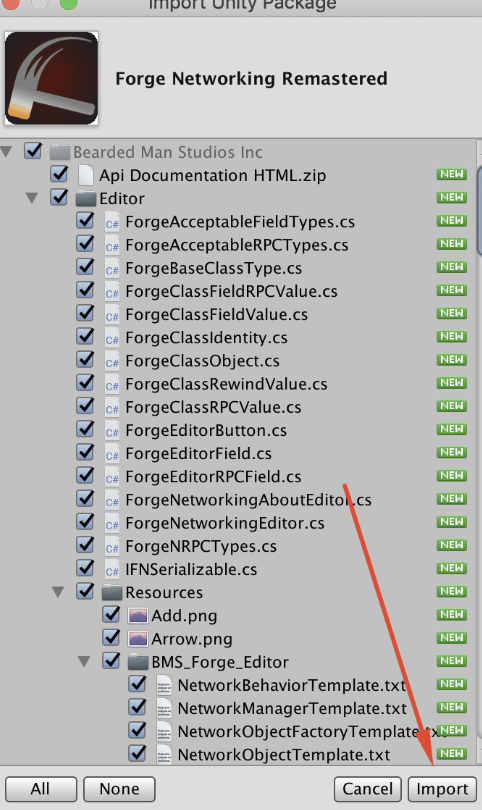 Import Unity Package
Forge Networking Remastered
Bearded Man Studios Inc
Api Documentation HTML.zip NEW
Editor NEW
C# ForgeAcceptableFieldTypes.cs NEW
C# ForgeAcceptableRPCTypes.cs NEW
C# ForgeBaseClassType.cs NEW
C# ForgeClassFieldRPCValue.cs NEW
C# ForgeClassFieldValue.cs NEW
C# ForgeClassIdentity.cs NEW
C# ForgeClassObject.cs NEW
C# ForgeClassRewindValue.cs NEW
C# ForgeClassRPCValue.cs NEW
C# ForgeEditorButton.cs NEW
C# ForgeEditorField.cs NEW
C# ForgeEditorRPCField.cs NEW
C# ForgeNetworkingAboutEditor.cs NEW
C# ForgeNetworkingEditor.cs NEW
C# ForgeNRPCTypes.cs NEW
C# IFNSerializable.cs NEW
Resources NEW
Add.png NEW
Arrow.png NEW
BMS_Forge_Editor NEW
NetworkBehaviorTemplate.txt NEW
NetworkManagerTemplate.txt NEW
NetworkObjectFactoryTemplate.txt NEW
NetworkObjectTemplate.txt NEW
All None Cancel Import